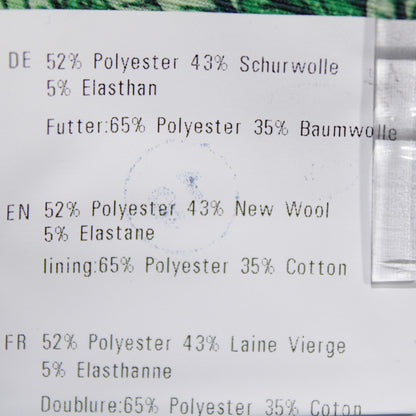 DE 52% Polyester 43% Schurwolle
5% Elasthan
Futter:65% Polyester 35% Baumwolle
EN 52% Polyester 43% New Wool
5% Elastane
lining:65% Polyester 35% Cotton
FR 52% Polyester 43% Laine Vierge
5% Elasthanne
Doublure:65% Polyester 35% Coton